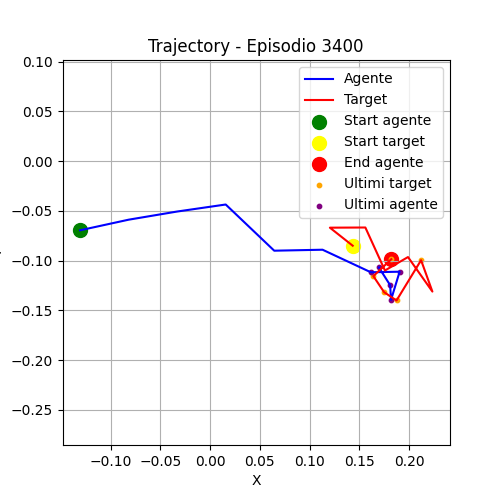 Trajectory - Episodio 3400
Agente
Target
Start agente
Start target
End agente
Ultimi target
Ultimi agente
0.10
0.05
0.00
−0.05
−0.10
−0.15
−0.20
−0.25
−0.10
−0.05
0.00
0.05
0.10
0.15
0.20
X